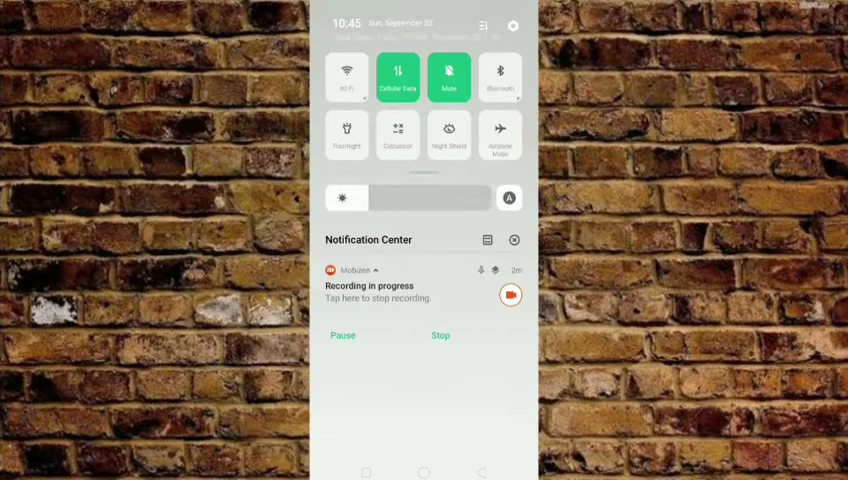 10:45 Sun, September 22
Wi-Fi
Cellular Data
Mute
Bluetooth
Flashlight
Calculator
Night Shield
Airplane
Mode
A
Notification Center
Mobizen
2m
Recording in progress
Tap here to stop recording.
Pause
Stop